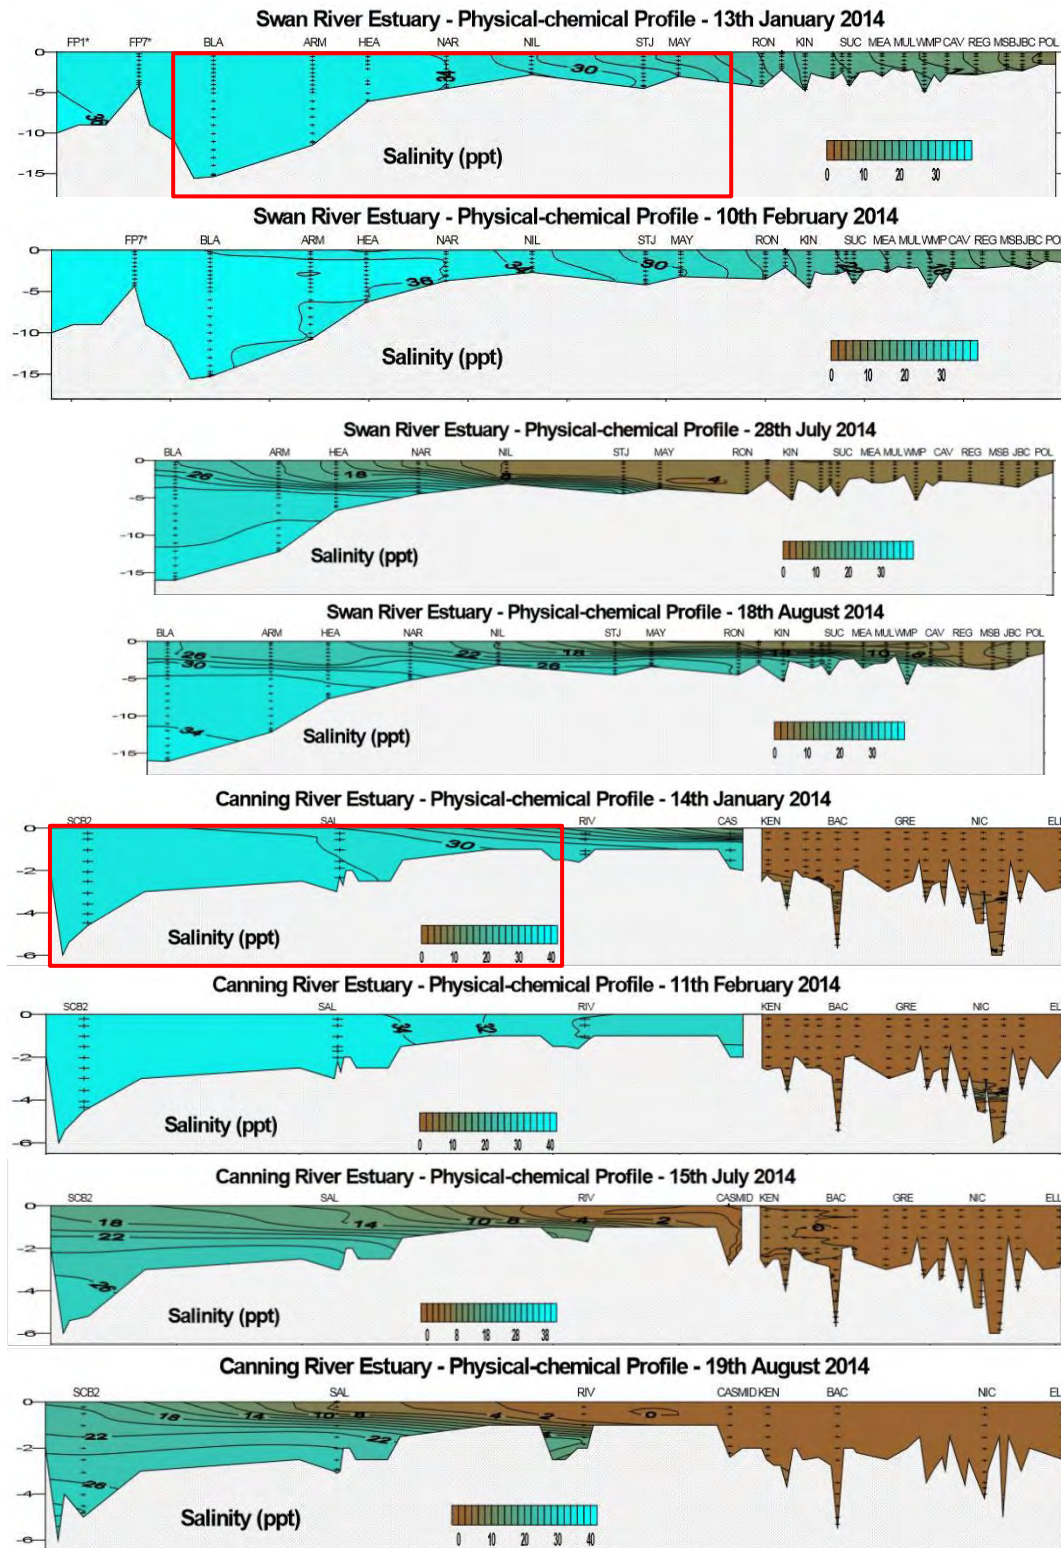 Swan River Estuary - Physical-chemical Profile - 13th January 2014
FP1* FP7* BLA ARM HEA NAR NIL STJ MAY RON KIN SUC MEA MUL WMP CAV REG MSB JBC POL
0
-5
-10
-15
30
Salinity (ppt)
0 10 20 30
Swan River Estuary - Physical-chemical Profile - 10th February 2014
FP7* BLA ARM HEA NAR NIL STJ MAY RON KIN SUC MEA MUL WMP CAV REG MSB JBC PO
0
-5
-10
-15
36 30
Salinity (ppt)
0 10 20 30
Swan River Estuary - Physical-chemical Profile - 28th July 2014
BLA ARM HEA NAR NIL STJ MAY RON KIN SUC MEA MUL WMP CAV REG MSB JBC POL
0
-5
-10
-15
26 18 4
Salinity (ppt)
0 10 20 30
Swan River Estuary - Physical-chemical Profile - 18th August 2014
BLA ARM HEA NAR NIL STJ MAY RON KIN SUC MEA MUL WMP CAV REG MSB JBC POL
0
-5
-10
-15
26 30 34 22 18 26 10
Salinity (ppt)
0 10 20 30
Canning River Estuary - Physical-chemical Profile - 14th January 2014
SCB2 SAL RIV CAS KEN BAC GRE NIC ELL
0
-2
-4
-6
30
Salinity (ppt)
0 10 20 30 40
Canning River Estuary - Physical-chemical Profile - 11th February 2014
SCB2 SAL RIV KEN BAC GRE NIC EL
0
-2
-4
-6
34 32
Salinity (ppt)
0 10 20 30 40
Canning River Estuary - Physical-chemical Profile - 15th July 2014
SCB2 SAL RIV CASMID KEN BAC GRE NIC ELL
0
-2
-4
-6
18 22 26 14 10 8 4 2
Salinity (ppt)
0 8 18 28 38
Canning River Estuary - Physical-chemical Profile - 19th August 2014
SCB2 SAL RIV CASMID KEN BAC NIC EL
0
-2
-4
-6
18 14 10 8 4 2 0
22 22
26
Salinity (ppt)
0 10 20 30 40